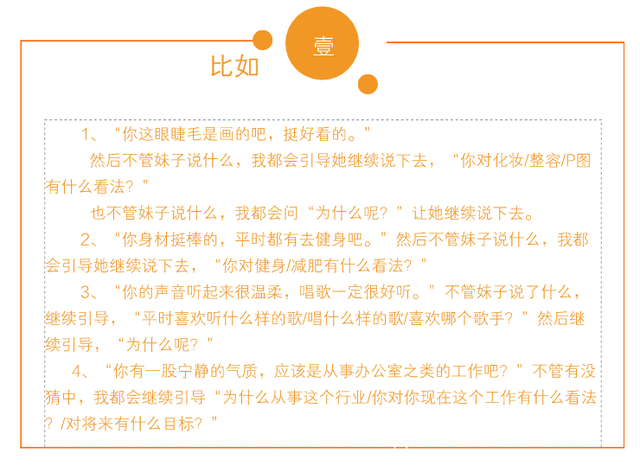 壹
比如
1、“你这眼睫毛是画的吧，挺好看的。”
然后不管妹子说什么，我都会引导她继续说下去，“你对化妆/整容/P图
有什么看法？”
也不管妹子说什么，我都会问“为什么呢？”让她继续说下去。
2、“你身材挺棒的，平时都有去健身吧。”然后不管妹子说什么，我都
会引导她继续说下去，“你对健身/减肥有什么看法？”
3、“你的声音听起来很温柔，唱歌一定很好听。”不管妹子说了什么，
继续引导，“平时喜欢听什么样的歌/唱什么样的歌/喜欢哪个歌手？”然后继
续引导，“为什么呢？”
4、“你有一股宁静的气质，应该是从事办公室之类的工作吧？”不管有没
猜中，我都会继续引导“为什么从事这个行业/你对你现在这个工作有什么看法
？/对将来有什么目标？”